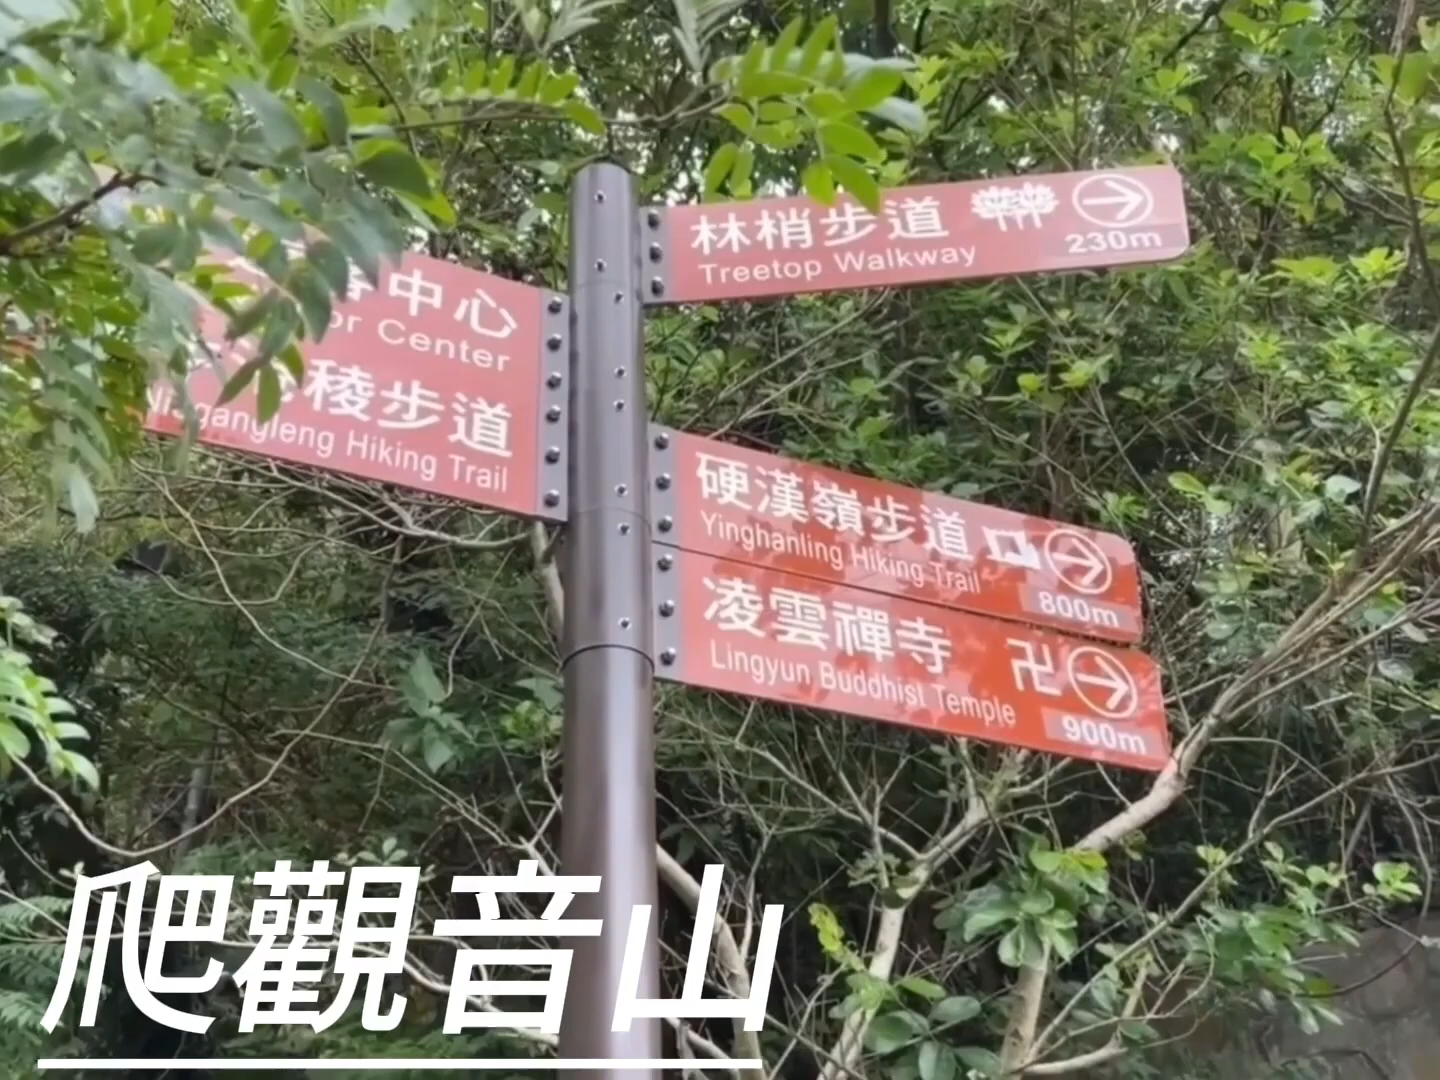 林梢步道
Treetop Walkway
230m
中心
Center
稜步道
Hiking Trail
硬漢嶺步道
Yinghanling Hiking Trail
800m
凌雲禪寺 卍
Lingyun Buddhist Temple
900m
爬觀音山